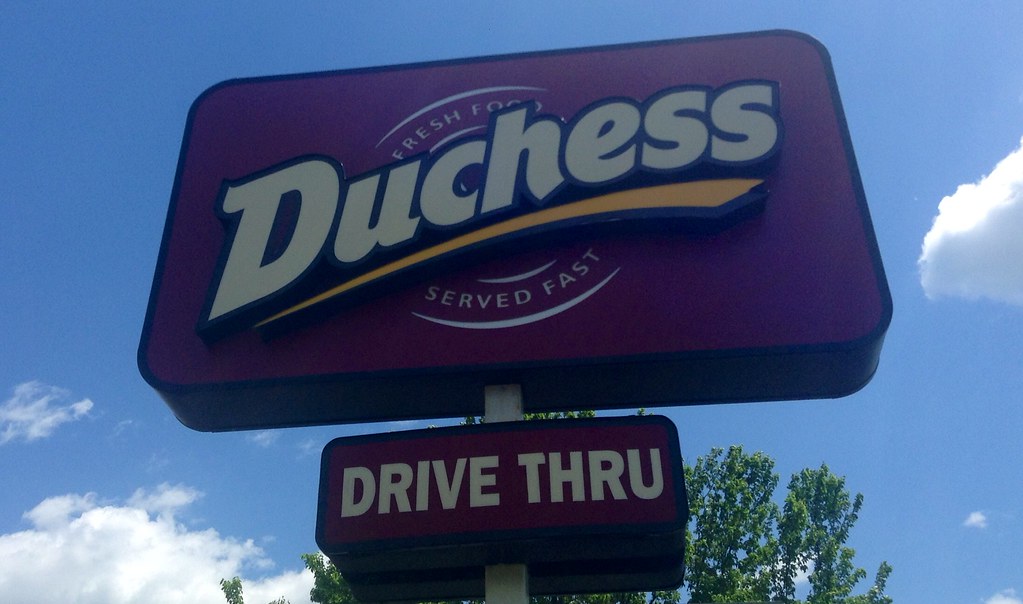 FRESH FOOD
Duchess
SERVED FAST
DRIVE THRU